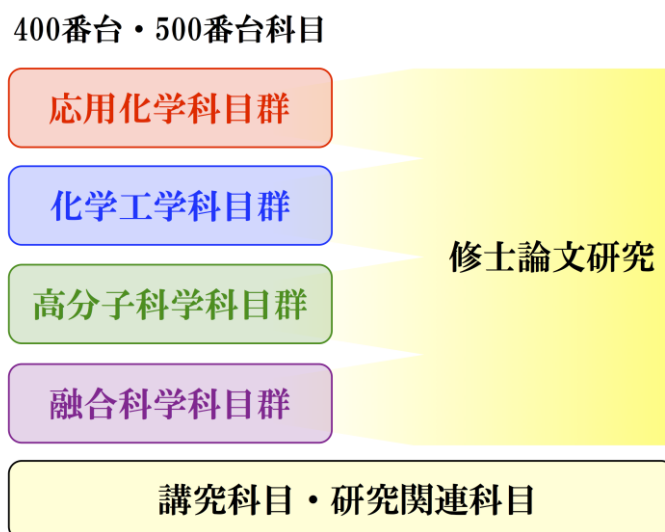 400番台・500番台科目
応用化学科目群
化学工学科目群
高分子科学科目群
融合科学科目群
修士論文研究
講究科目・研究関連科目